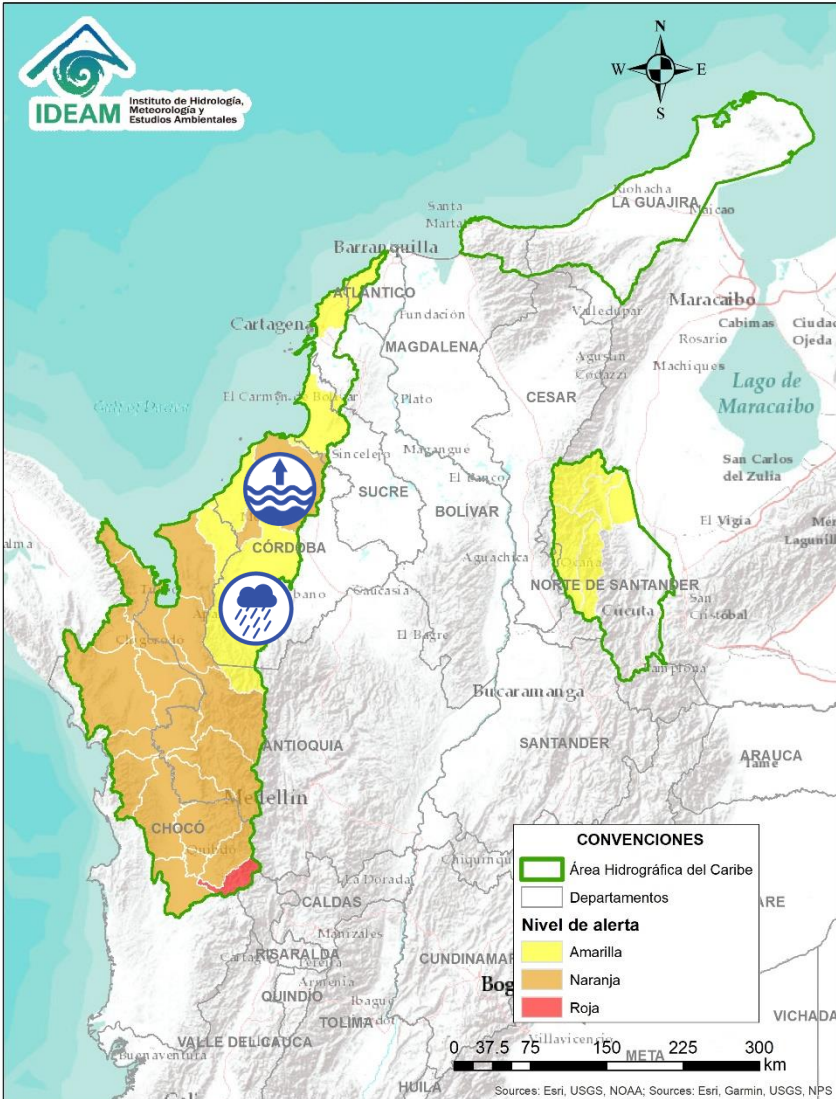 IDEAM
Instituto de Hidrología,
Meteorología y
Estudios Ambientales
N
W
E
S
Riohacha
LA GUAJIRA
Maicao
Santa
Marta
Barranquilla
ATLÁNTICO
Maracaibo
Cartagena
Fundación
Valledupar
Cabimas
Ciudad
Ojeda
Rosario
MAGDALENA
Machiques
Agustín
Codazzi
Lago de
Maracaibo
El Carmen de Bolívar
Plato
CESAR
Sincelejo
Magangué
San Carlos
del Zulia
El Banco
SUCRE
BOLÍVAR
El Vigía
CÓRDOBA
Aguachica
Ocaña
NORTE DE SANTANDER
Caucasia
Cúcuta
San
Cristóbal
El Bagre
Chigorodó
Pamplona
Bucaramanga
ANTIOQUIA
SANTANDER
ARAUCA
Tame
Medellín
CHOCÓ
Quibdó
La Dorada
CALDAS
Manizales
RISARALDA
Pereira
Armenia
QUINDÍO
Ibagué
TOLIMA
VALLE DEL CAUCA
Buenaventura
HUILA
Villavicencio
META
VICHADA
CONVENCIONES
Área Hidrográfica del Caribe
Departamentos
Nivel de alerta
Amarilla
Naranja
Roja
0 37.5 75 150 225 300
km
Sources: Esri, USGS, NOAA; Sources: Esri, Garmin, USGS, NPS